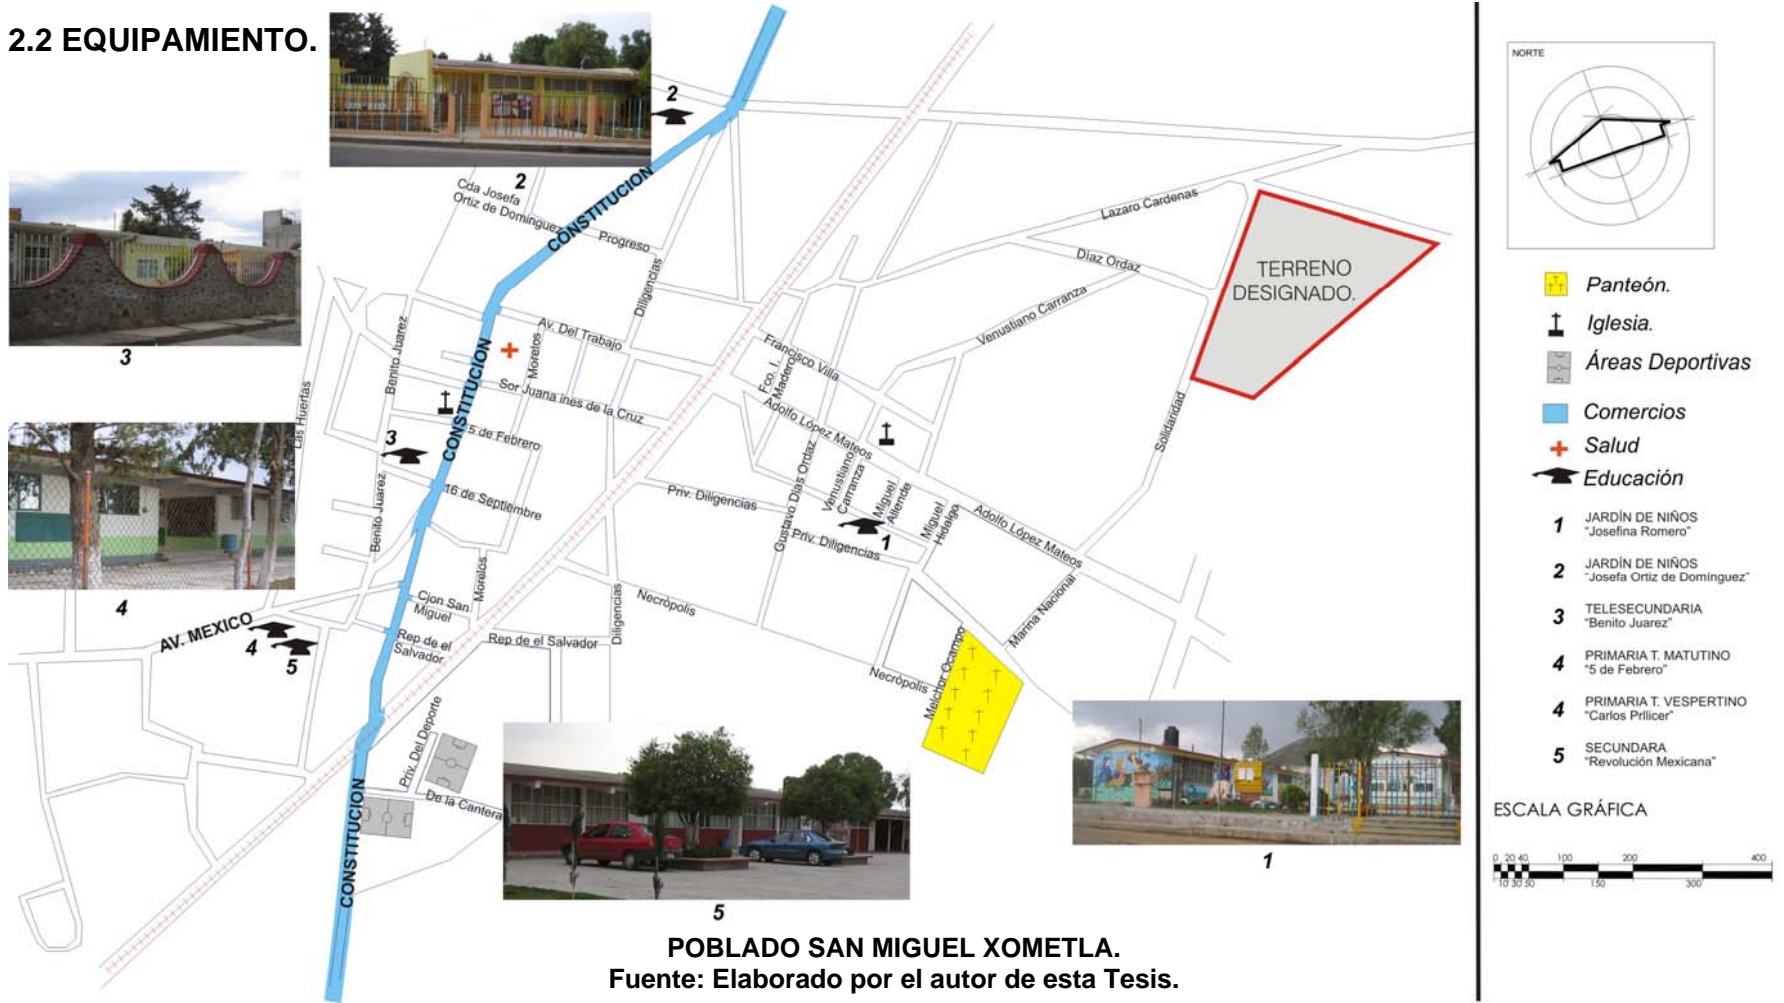 2.2 EQUIPAMIENTO.
2
2
3
4
CONSTITUCION
Cda Josefa
Ortiz de Dominguez
Progreso
Diligencias
Lazaro Cardenas
Diaz Ordaz
TERRENO
DESIGNADO.
Venustiano Carranza
Av. Del Trabajo
Benito Juarez
CONSTITUCION
Morelos
Francisco Villa
Fco. I.
Madero
Sor Juana ines de la Cruz
Adolfo López Mateos
Las Huertas
3
5 de Febrero
Solidaridad
16 de Septiembre
Benito Juarez
Priv. Diligencias
Gustavo Dias Ordaz
Venustiano
Carranza
Miguel
Allende
Miguel
Hidalgo
Adolfo López Mateos
1
Priv. Diligencias
Morelos
Cjon San
Miguel
Necrópolis
Diligencias
Marina Nacional
AV. MEXICO
4
5
Rep de el
Salvador
Rep de el Salvador
Necrópolis
Melchor Ocampo
Priv. Del Deporte
De la Cantera
CONSTITUCION
5
1
POBLADO SAN MIGUEL XOMETLA.
Fuente: Elaborado por el autor de esta Tesis.
NORTE
Panteón.
Iglesia.
Áreas Deportivas
Comercios
Salud
Educación
1 JARDÍN DE NIÑOS
"Josefina Romero"
2 JARDÍN DE NIÑOS
"Josefa Ortiz de Domínguez"
3 TELESECUNDARIA
"Benito Juarez"
4 PRIMARIA T. MATUTINO
"5 de Febrero"
4 PRIMARIA T. VESPERTINO
"Carlos Prllicer"
5 SECUNDARA
"Revolución Mexicana"
ESCALA GRÁFICA
0 20 40 100 200 400
10 30 50 150 300